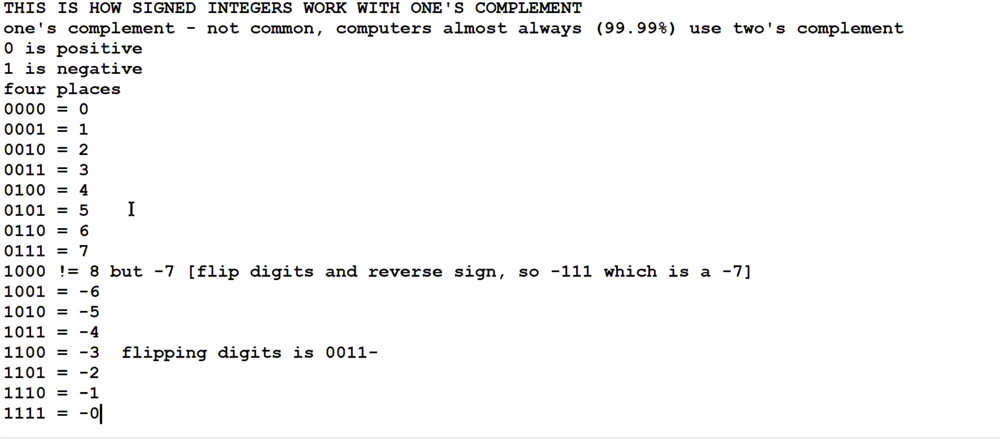 THIS IS HOW SIGNED INTEGERS WORK WITH ONE'S COMPLEMENT
one's complement - not common, computers almost always (99.99%) use two's complement
0 is positive
1 is negative
four places
0000 = 0
0001 = 1
0010 = 2
0011 = 3
0100 = 4
0101 = 5
0110 = 6
0111 = 7
1000 != 8 but -7 [flip digits and reverse sign, so -111 which is a -7]
1001 = -6
1010 = -5
1011 = -4
1100 = -3  flipping digits is 0011-
1101 = -2
1110 = -1
1111 = -0